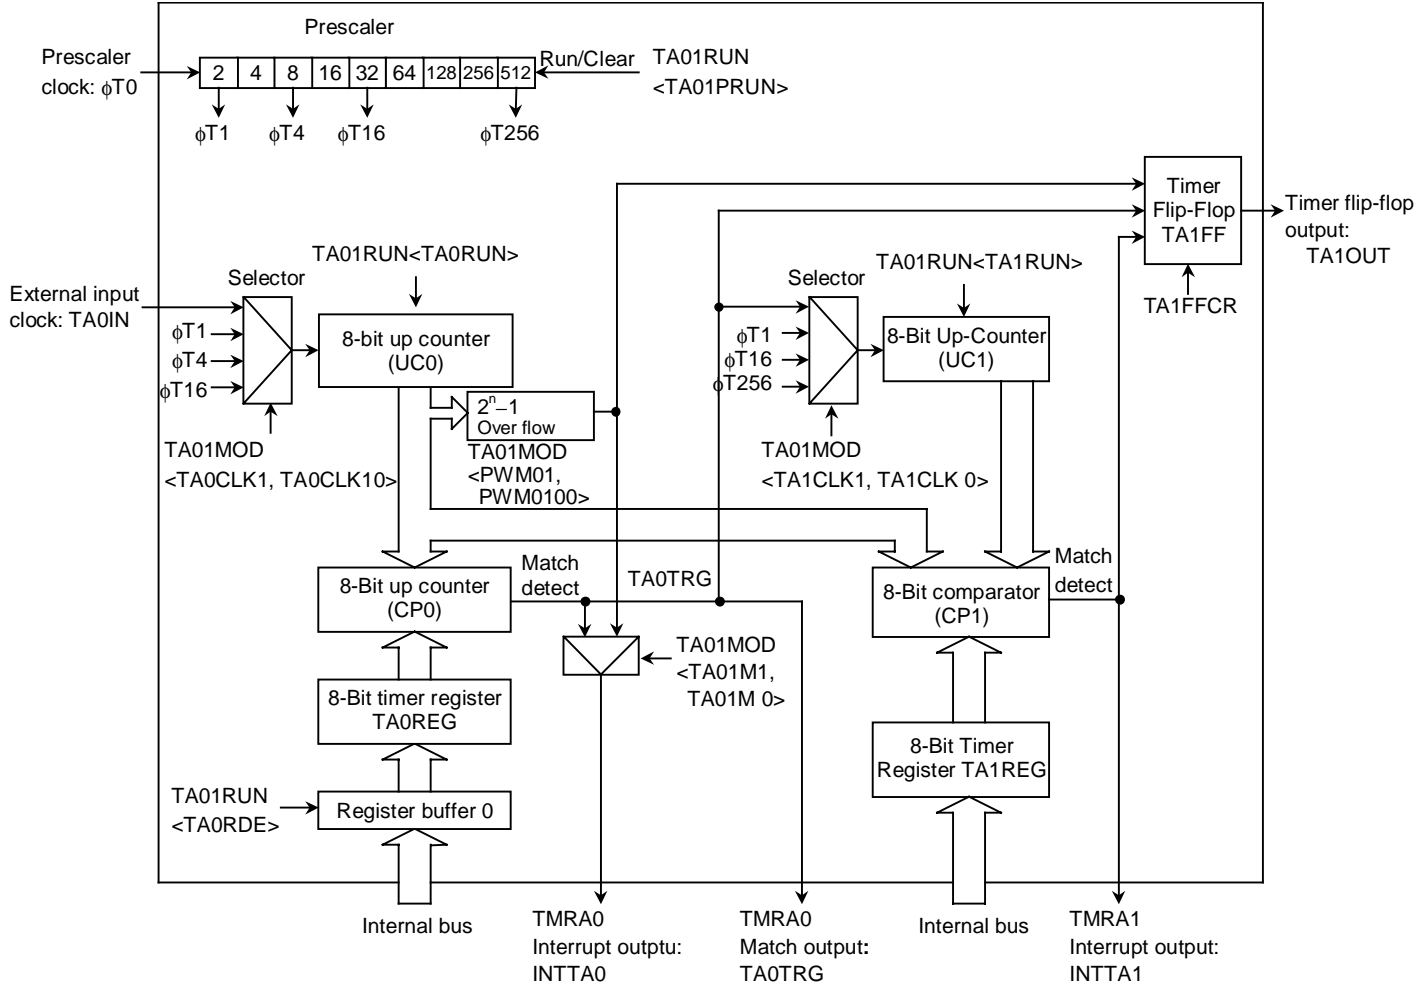 Prescaler
Prescaler
clock: ϕT0
2 4 8 16 32 64 128 256 512
Run/Clear
TA01RUN
<TA01PRUN>
ϕT1
ϕT4
ϕT16
ϕT256
Timer
Flip-Flop
TA1FF
Timer flip-flop
output:
TA1OUT
TA1FFCR
TA01RUN<TA0RUN>
Selector
External input
clock: TA0IN
ϕT1
ϕT4
ϕT16
8-bit up counter
(UC0)
TA01MOD
<TA0CLK1, TA0CLK10>
2ⁿ–1
Over flow
TA01MOD
<PWM01,
PWM0100>
TA01RUN<TA1RUN>
Selector
ϕT1
ϕT16
ϕT256
8-Bit Up-Counter
(UC1)
TA01MOD
<TA1CLK1, TA1CLK 0>
8-Bit up counter
(CP0)
Match
detect
TA0TRG
8-Bit comparator
(CP1)
Match
detect
TA01MOD
<TA01M1,
TA01M 0>
8-Bit timer register
TA0REG
8-Bit Timer
Register TA1REG
TA01RUN
<TA0RDE>
Register buffer 0
Internal bus
TMRA0
Interrupt outptu:
INTTA0
TMRA0
Match output:
TA0TRG
Internal bus
TMRA1
Interrupt output:
INTTA1